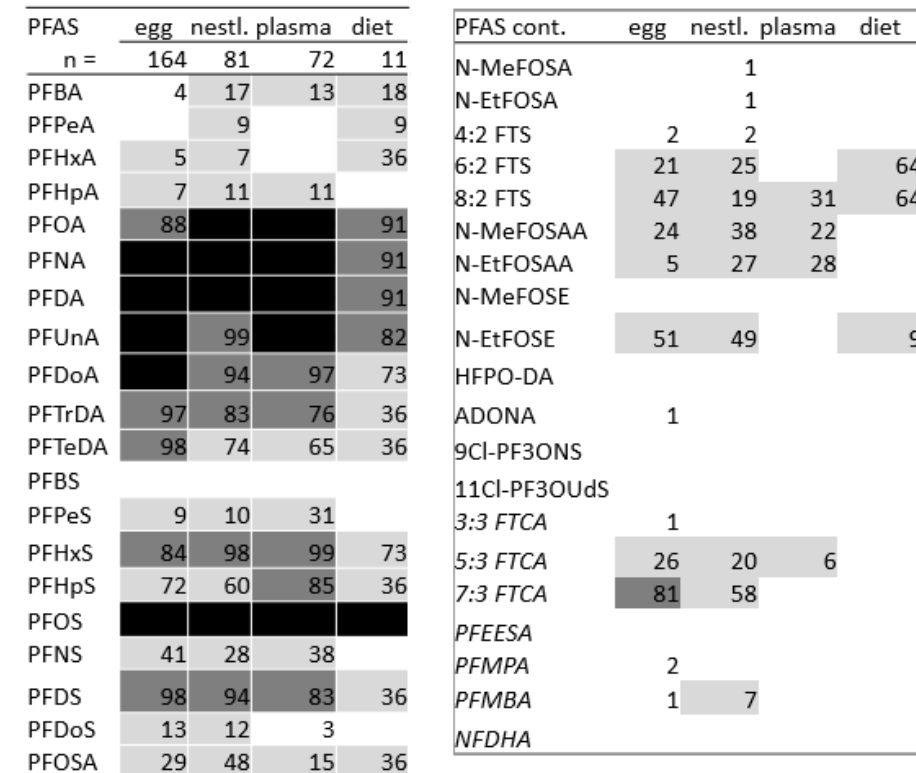 PFAS egg nestl. plasma diet
n = 164 81 72 11
PFBA 4 17 13 18
PFPeA 9 9
PFHxA 5 7 36
PFHpA 7 11 11
PFOA 88 91
PFNA 91
PFDA 91
PFUnA 99 82
PFDoA 94 97 73
PFTrDA 97 83 76 36
PFTeDA 98 74 65 36
PFBS
PFPeS 9 10 31
PFHxS 84 98 99 73
PFHpS 72 60 85 36
PFOS
PFNS 41 28 38
PFDS 98 94 83 36
PFDoS 13 12 3
PFOSA 29 48 15 36
PFAS cont. egg nestl. plasma diet
N-MeFOSA 1
N-EtFOSA 1
4:2 FTS 2 2
6:2 FTS 21 25 64
8:2 FTS 47 19 31 64
N-MeFOSAA 24 38 22
N-EtFOSAA 5 27 28
N-MeFOSE
N-EtFOSE 51 49 9
HFPO-DA
ADONA 1
9Cl-PF3ONS
11Cl-PF3OUdS
3:3 FTCA 1
5:3 FTCA 26 20 6
7:3 FTCA 81 58
PFEESA
PFMPA 2
PFMBA 1 7
NFDHA